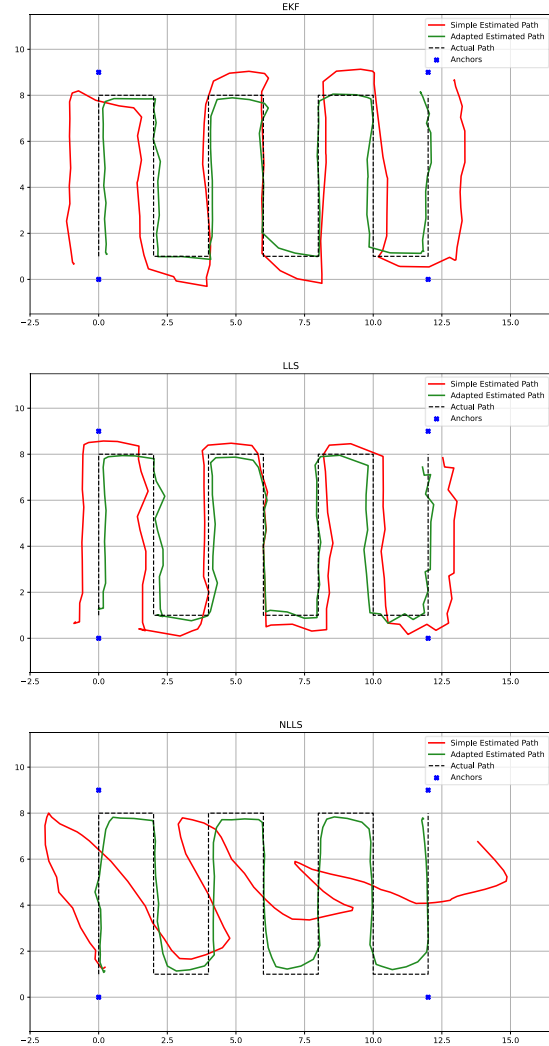 EKF
Simple Estimated Path
Adapted Estimated Path
Actual Path
Anchors
10
8
6
4
2
0
−2.5 0.0 2.5 5.0 7.5 10.0 12.5 15.0
LLS
Simple Estimated Path
Adapted Estimated Path
Actual Path
Anchors
10
8
6
4
2
0
−2.5 0.0 2.5 5.0 7.5 10.0 12.5 15.0
NLLS
Simple Estimated Path
Adapted Estimated Path
Actual Path
Anchors
10
8
6
4
2
0
−2.5 0.0 2.5 5.0 7.5 10.0 12.5 15.0